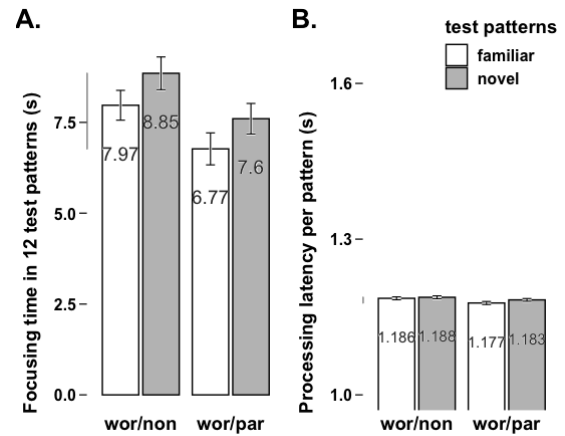 A.
Focusing time in 12 test patterns (s)
7.5
5.0
2.5
0.0
7.97
8.85
6.77
7.6
wor/non
wor/par
B.
test patterns
familiar
novel
Processing latency per pattern (s)
1.6
1.3
1.0
1.186
1.188
1.177
1.183
wor/non
wor/par